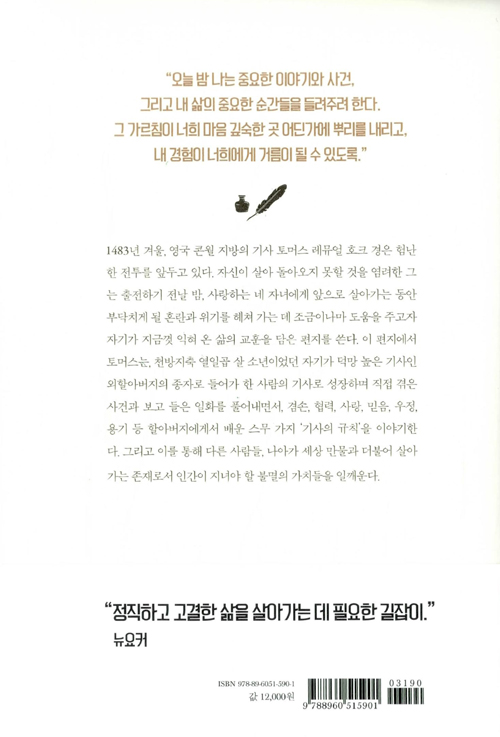 “오늘 밤 나는 중요한 이야기와 사건,
그리고 내 삶의 중요한 순간들을 들려주려 한다.
그 가르침이 너희 마음 깊숙한 곳 어딘가에 뿌리를 내리고,
내 경험이 너희에게 거름이 될 수 있도록.”
1483년 겨울, 영국 콘월 지방의 기사 토머스 레뮤얼 호크 경은 험난
한 전투를 앞두고 있다. 자신이 살아 돌아오지 못할 것을 염려한 그
는 출전하기 전날 밤, 사랑하는 네 자녀에게 앞으로 살아가는 동안
부닥치게 될 혼란과 위기를 헤쳐 가는 데 조금이나마 도움을 주고자
자기가 지금껏 익혀 온 삶의 교훈을 담은 편지를 쓴다. 이 편지에서
토머스는, 천방지축 열일곱 살 소년이었던 자기가 덕망 높은 기사인
외할아버지의 종자로 들어가 한 사람의 기사로 성장하며 직접 겪은
사건과 보고 들은 일화를 풀어내면서, 겸손, 협력, 사랑, 믿음, 우정,
용기 등 할아버지에게서 배운 스무 가지 ‘기사의 규칙’을 이야기한
다. 그리고 이를 통해 다른 사람들, 나아가 세상 만물과 더불어 살아
가는 존재로서 인간이 지녀야 할 불멸의 가치들을 일깨운다.
“정직하고 고결한 삶을 살아가는 데 필요한 길잡이.”
뉴요커
ISBN 978-89-6051-590-1
값 12,000원
03190
9 788960 515901